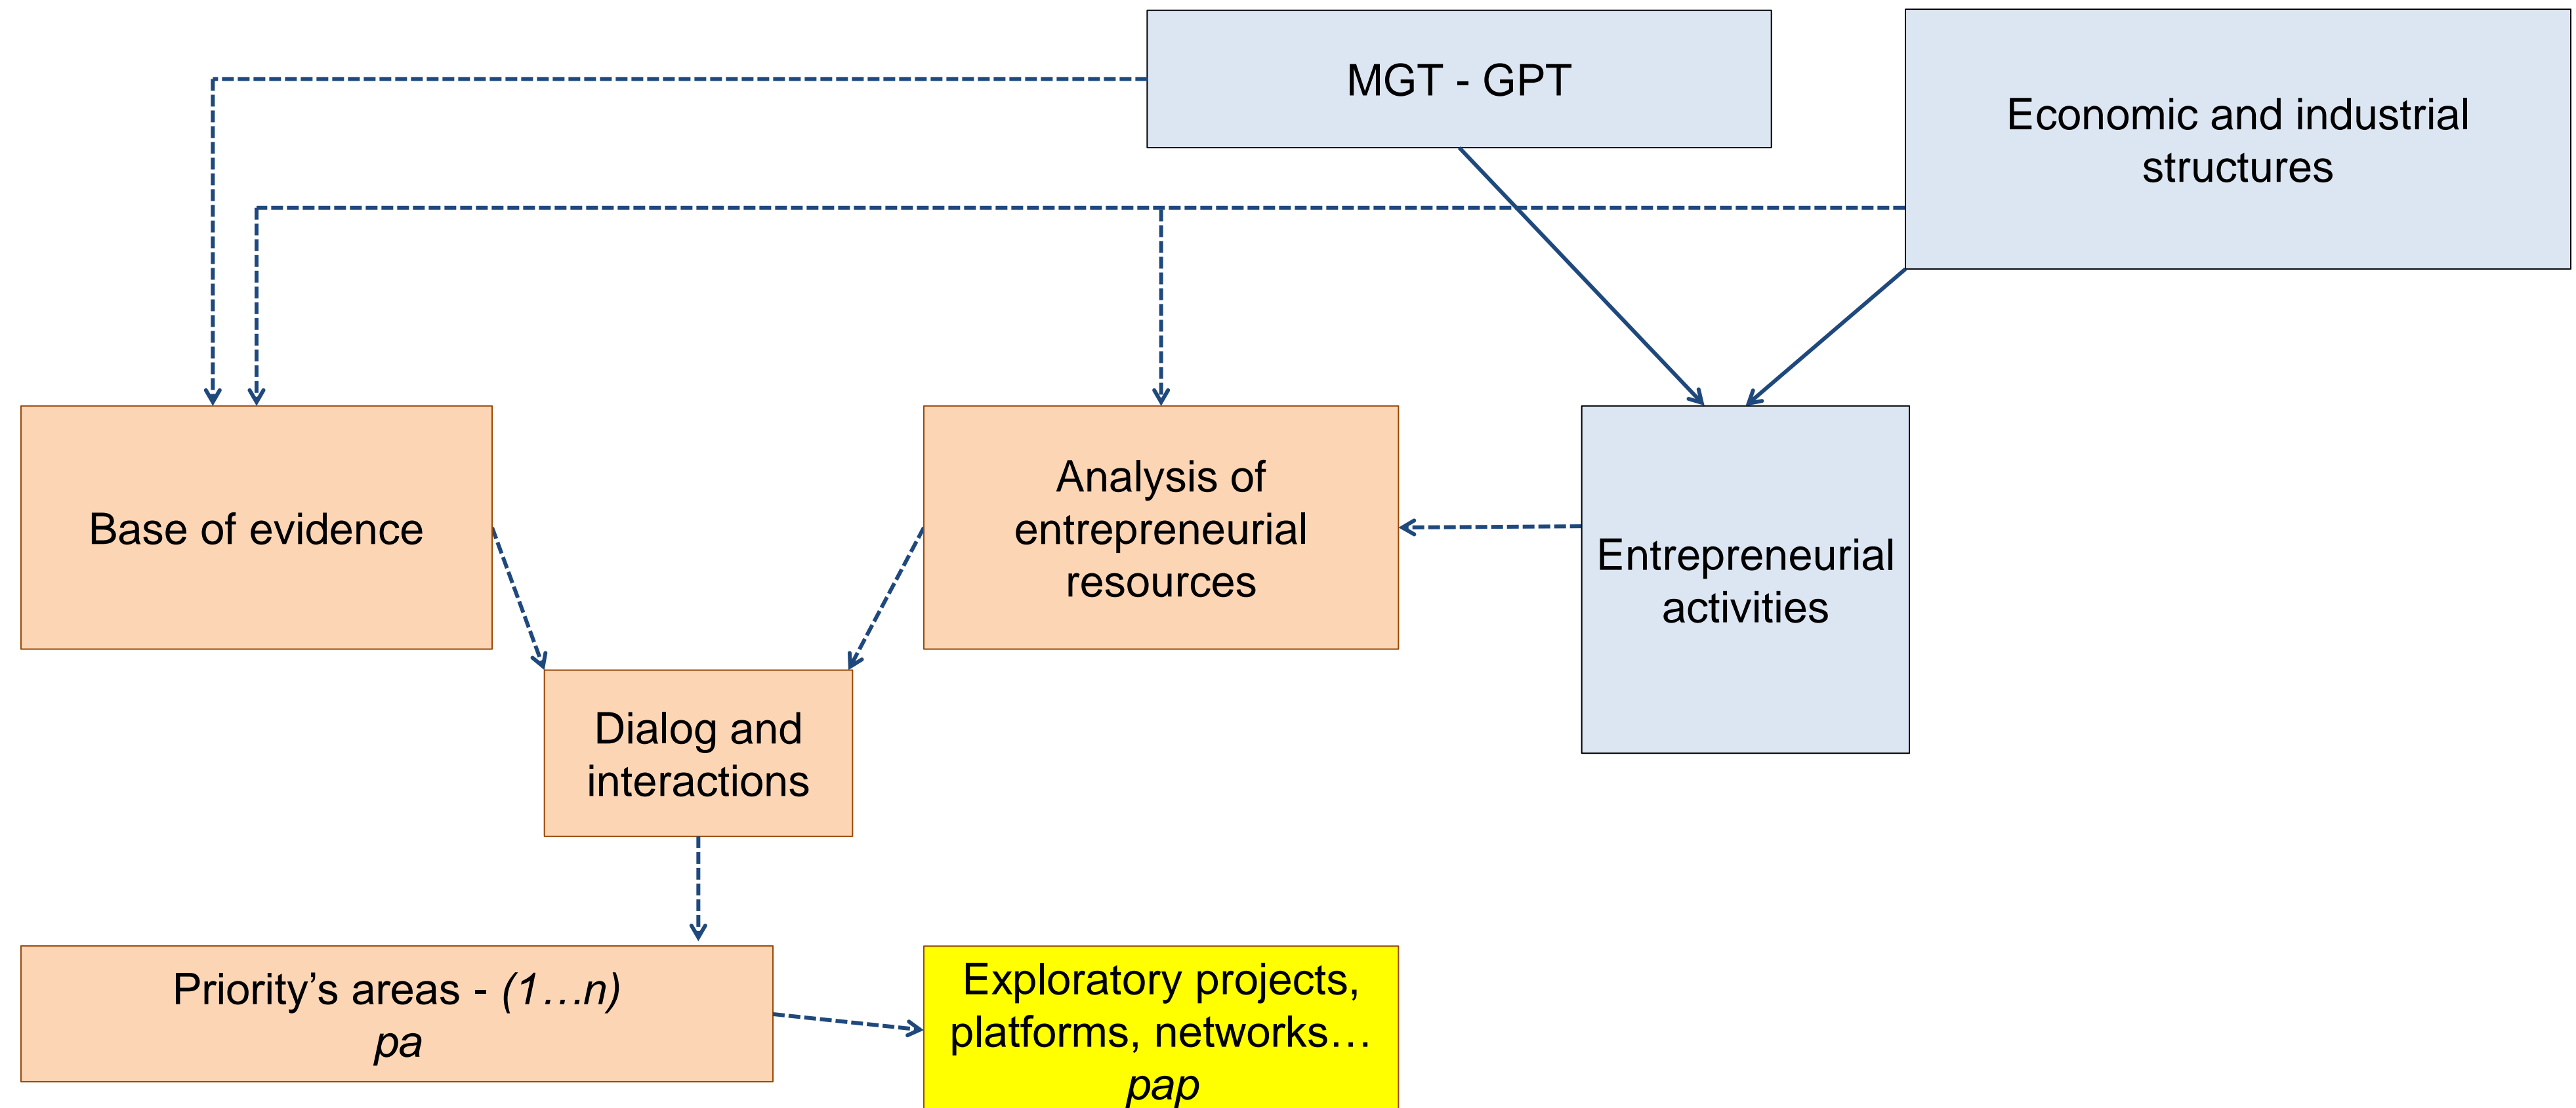 MGT - GPT
Economic and industrial
structures
Base of evidence
Analysis of
entrepreneurial
resources
Entrepreneurial
activities
Dialog and
interactions
Priority’s areas - (1…n)
pa
Exploratory projects,
platforms, networks…
pap